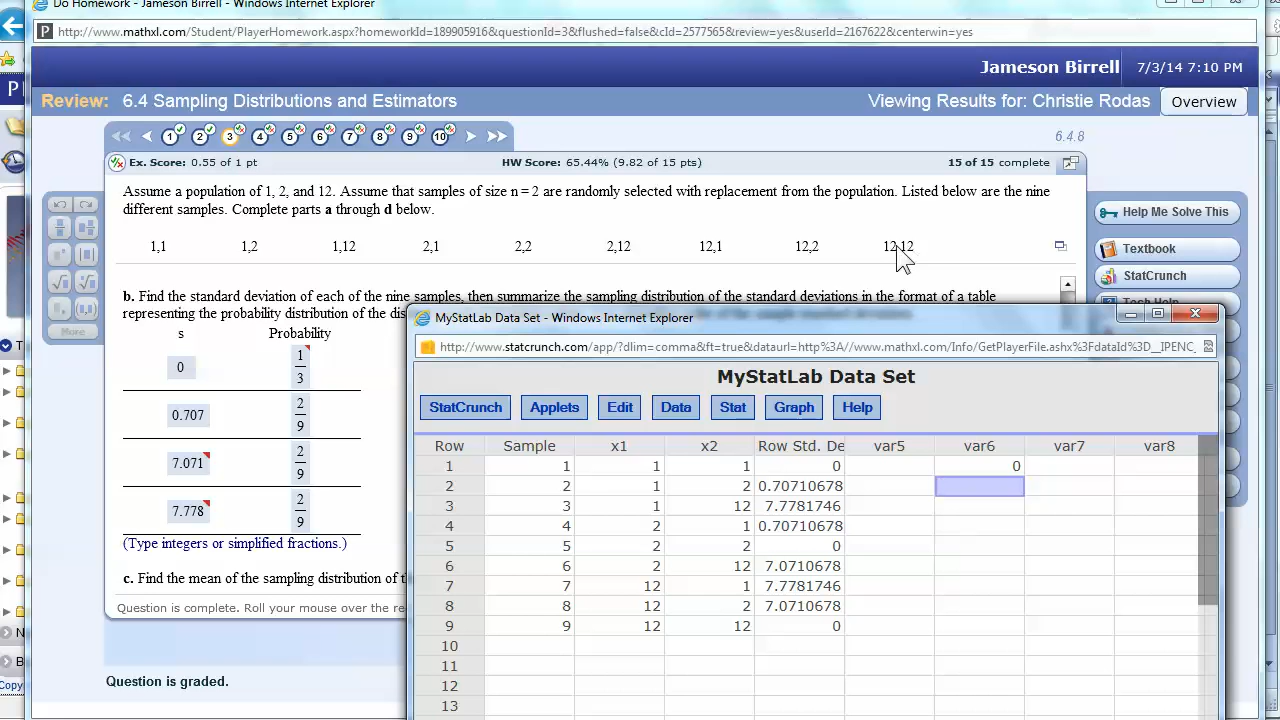 Do Homework - Jameson Birrell - Windows Internet Explorer
http://www.mathxl.com/Student/PlayerHomework.aspx?homeworkId=189905916&questionId=3&flushed=false&cId=2577565&review=yes&userId=2167622&centerwin=yes
Jameson Birrell 7/3/14 7:10 PM
Review: 6.4 Sampling Distributions and Estimators Viewing Results for: Christie Rodas Overview
1 2 3 4 5 6 7 8 9 10 6.4.8
Ex. Score: 0.55 of 1 pt HW Score: 65.44% (9.82 of 15 pts) 15 of 15 complete
Assume a population of 1, 2, and 12. Assume that samples of size n = 2 are randomly selected with replacement from the population. Listed below are the nine
different samples. Complete parts a through d below.
1,1 1,2 1,12 2,1 2,2 2,12 12,1 12,2 12,12
Help Me Solve This
Textbook
StatCrunch
Tech Help
More
b. Find the standard deviation of each of the nine samples, then summarize the sampling distribution of the standard deviations in the format of a table
representing the probability distribution of the dis
s Probability
0 1/3
0.707 2/9
7.071 2/9
7.778 2/9
(Type integers or simplified fractions.)
c. Find the mean of the sampling distribution of t
Question is complete. Roll your mouse over the re
Question is graded.
MyStatLab Data Set - Windows Internet Explorer
http://www.statcrunch.com/app/?dlim=comma&ft=true&dataurl=http%3A//www.mathxl.com/Info/GetPlayerFile.ashx%3FdataId%3D__IPENC_
MyStatLab Data Set
StatCrunch Applets Edit Data Stat Graph Help
Row Sample x1 x2 Row Std. De var5 var6 var7 var8
1 1 1 1 0 0
2 2 1 2 0.70710678
3 3 1 12 7.7781746
4 4 2 1 0.70710678
5 5 2 2 0
6 6 2 12 7.0710678
7 7 12 1 7.7781746
8 8 12 2 7.0710678
9 9 12 12 0
10
11
12
13